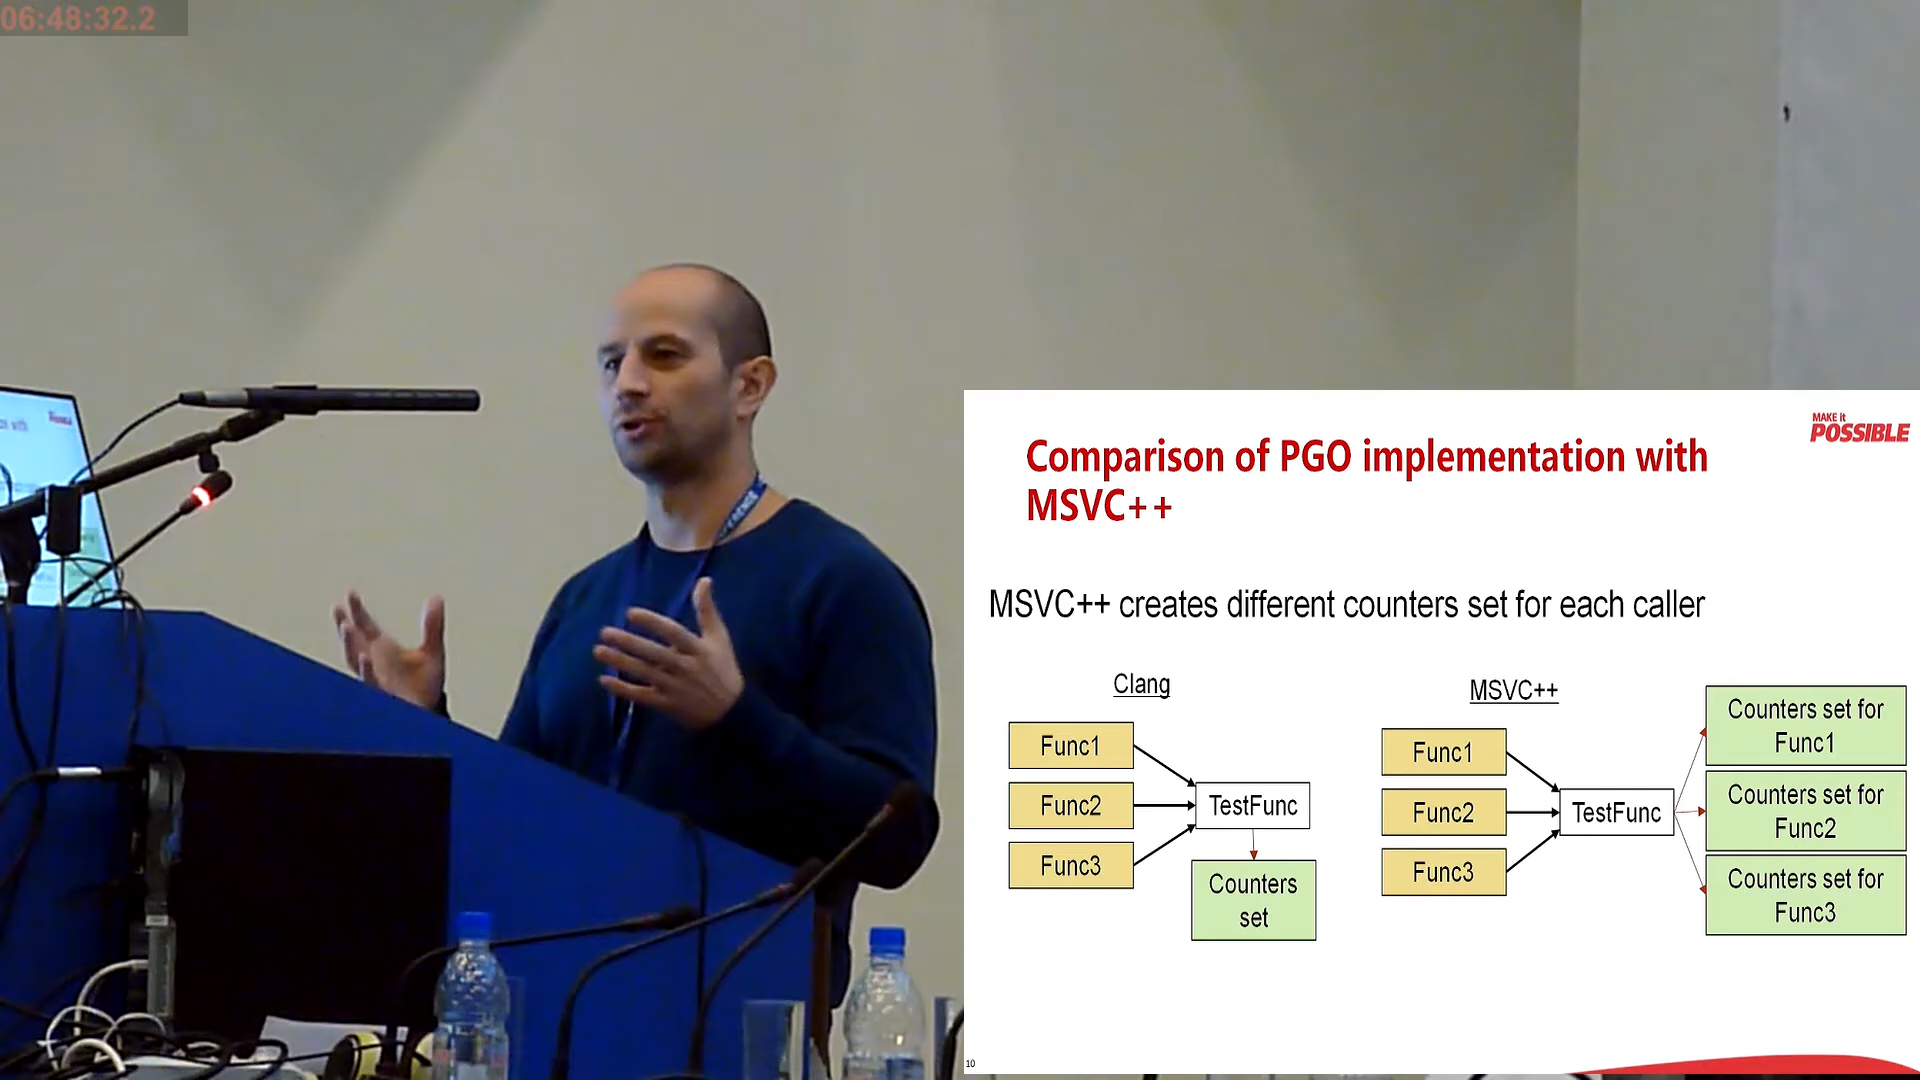 06:48:32.2
MAKE it
POSSIBLE
Comparison of PGO implementation with
MSVC++
MSVC++ creates different counters set for each caller
Clang
Func1
Func2
Func3
TestFunc
Counters
set
MSVC++
Func1
Func2
Func3
TestFunc
Counters set for
Func1
Counters set for
Func2
Counters set for
Func3
10